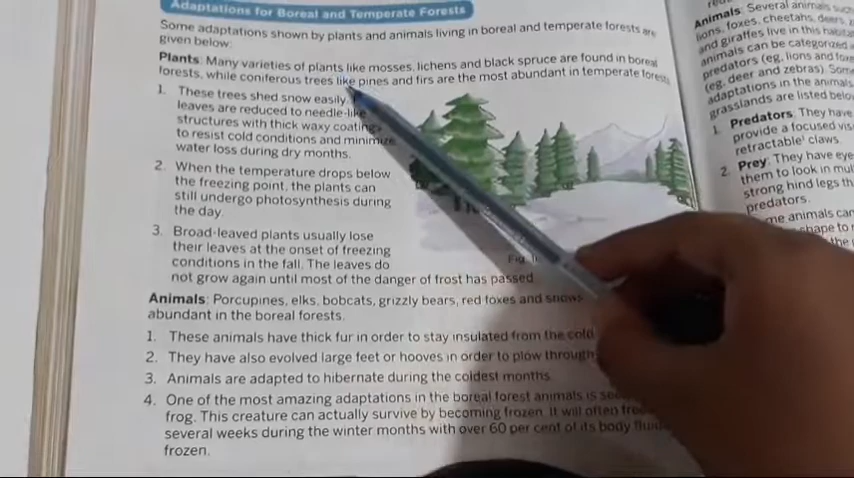 Adaptations for Boreal and Temperate Forests
Some adaptations shown by plants and animals living in boreal and temperate forests are
given below:
Plants: Many varieties of plants like mosses, lichens and black spruce are found in boreal
forests, while coniferous trees like pines and firs are the most abundant in temperate forests
1. These trees shed snow easily.
leaves are reduced to needle-like
structures with thick waxy coatings
to resist cold conditions and minimize
water loss during dry months.
2. When the temperature drops below
the freezing point, the plants can
still undergo photosynthesis during
the day.
3. Broad-leaved plants usually lose
their leaves at the onset of freezing
conditions in the fall. The leaves do
not grow again until most of the danger of frost has passed.
Fig.
Animals: Porcupines, elks, bobcats, grizzly bears, red foxes and snows
abundant in the boreal forests.
1. These animals have thick fur in order to stay insulated from the cold
2. They have also evolved large feet or hooves in order to plow through
3. Animals are adapted to hibernate during the coldest months.
4. One of the most amazing adaptations in the boreal forest animals is
frog. This creature can actually survive by becoming frozen. It will often
several weeks during the winter months with over 60 per cent of its body fluid
frozen.
Animals: Several animals such
lions, foxes, cheetahs, deers,
and giraffes live in this habitat
animals can be categorized
predators (eg, lions and foxes
(eg, deer and zebras). Some
adaptations in the animals
grasslands are listed below
1. Predators: They have
provide a focused vis
retractable¹ claws.
2. Prey: They have eye
them to look in mul
strong hind legs th
predators.
me animals can
shape to
the